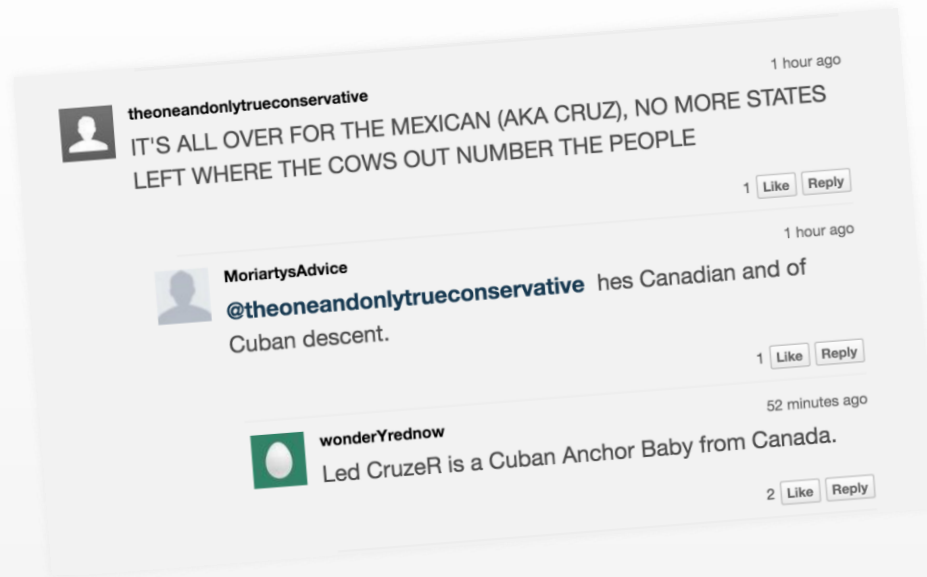 1 hour ago
theoneandonlytrueconservative
IT'S ALL OVER FOR THE MEXICAN (AKA CRUZ), NO MORE STATES
LEFT WHERE THE COWS OUT NUMBER THE PEOPLE
1 Like Reply
1 hour ago
MoriartysAdvice
@theoneandonlytrueconservative hes Canadian and of
Cuban descent.
1 Like Reply
52 minutes ago
wonderYrednow
Led CruzeR is a Cuban Anchor Baby from Canada.
2 Like Reply